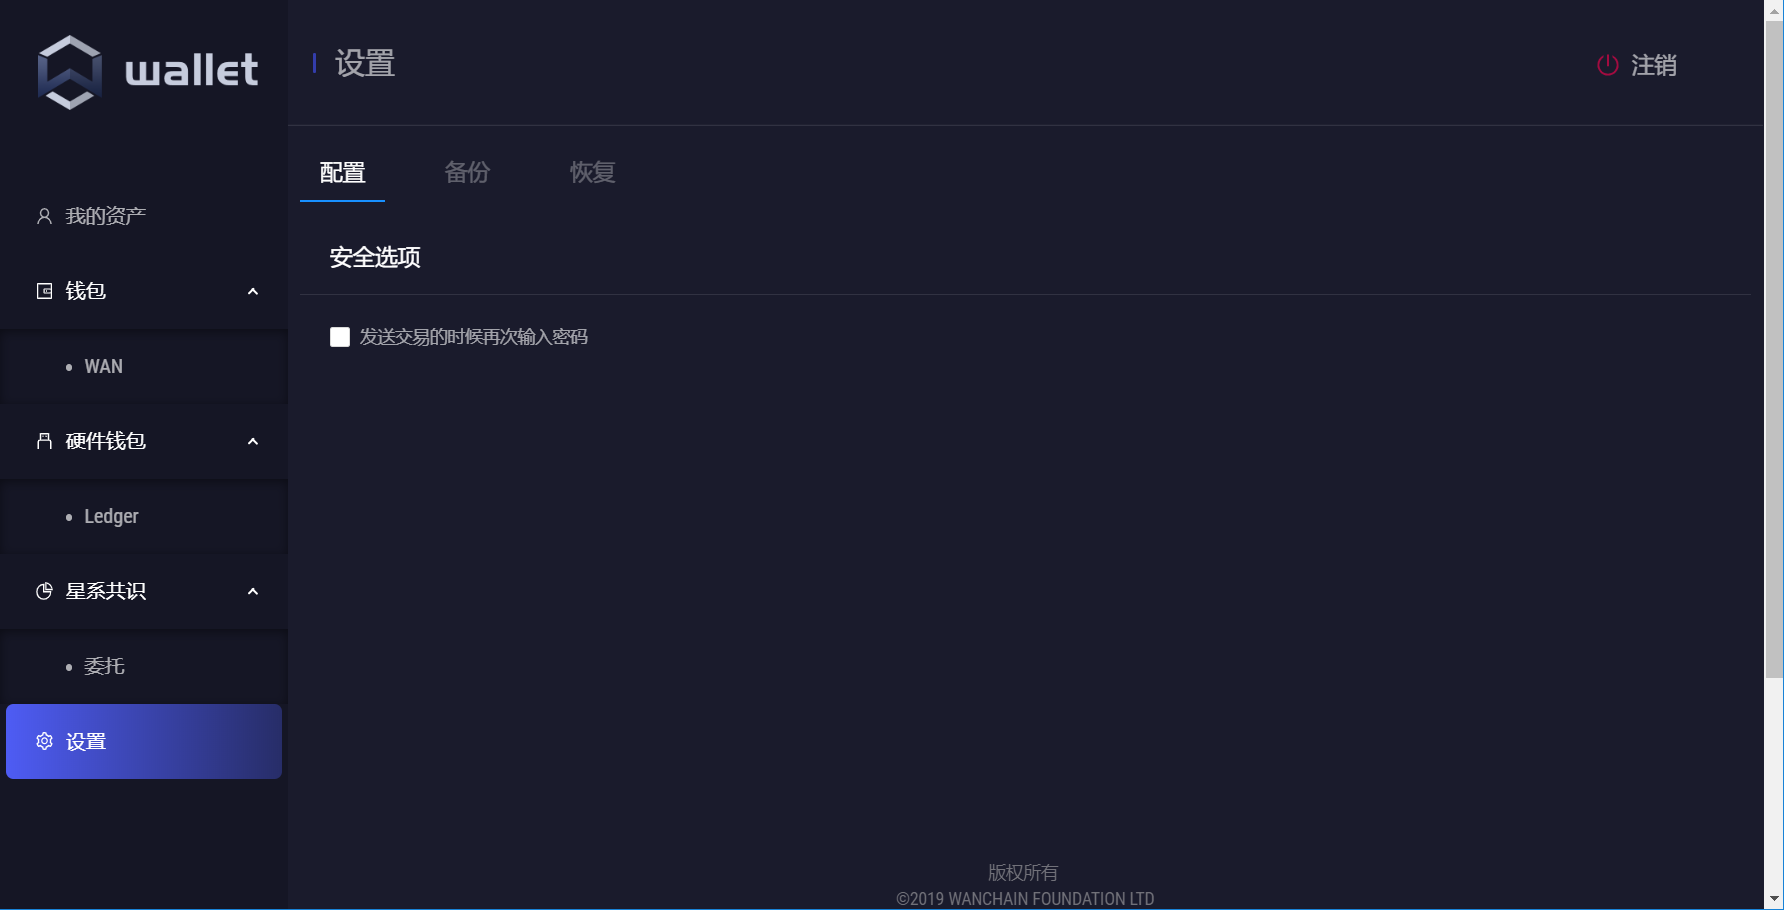 wallet
设置
注销
配置
备份
恢复
我的资产
安全选项
钱包
发送交易的时候再次输入密码
WAN
硬件钱包
Ledger
星系共识
委托
设置
版权所有
©2019 WANCHAIN FOUNDATION LTD